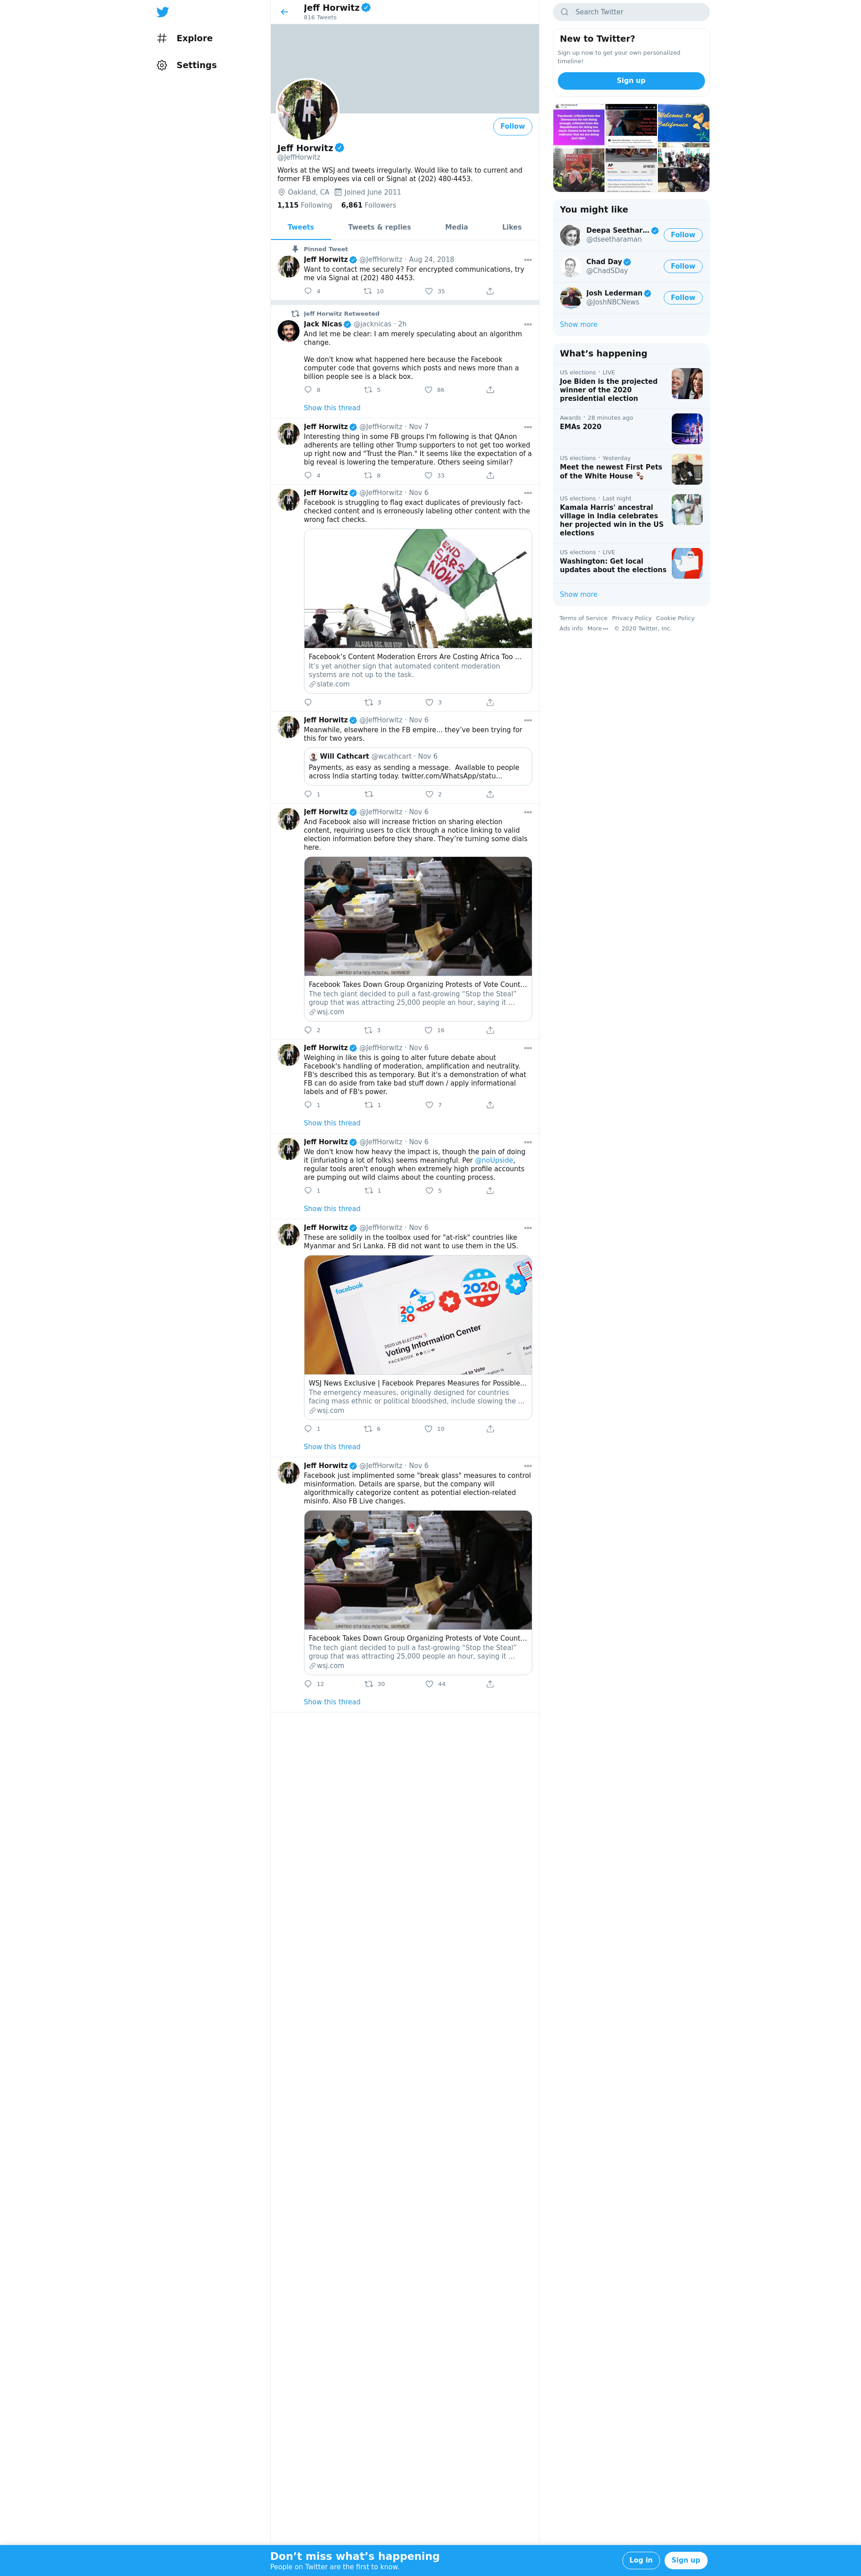 Explore
Settings
Jeff Horwitz
816 Tweets
Follow
Jeff Horwitz
@JeffHorwitz
Works at the WSJ and tweets irregularly. Would like to talk to current and
former FB employees via cell or Signal at (202) 480-4453.
Oakland, CA Joined June 2011
1,115 Following 6,861 Followers
Tweets Tweets & replies Media Likes
Pinned Tweet
Jeff Horwitz @JeffHorwitz · Aug 24, 2018
Want to contact me securely? For encrypted communications, try
me via Signal at (202) 480 4453.
4 10 35
Jeff Horwitz Retweeted
Jack Nicas @jacknicas · 2h
And let me be clear: I am merely speculating about an algorithm
change.
We don't know what happened here because the Facebook
computer code that governs which posts and news more than a
billion people see is a black box.
8 5 86
Show this thread
Jeff Horwitz @JeffHorwitz · Nov 7
Interesting thing in some FB groups I'm following is that QAnon
adherents are telling other Trump supporters to not get too worked
up right now and "Trust the Plan." It seems like the expectation of a
big reveal is lowering the temperature. Others seeing similar?
4 8 33
Jeff Horwitz @JeffHorwitz · Nov 6
Facebook is struggling to flag exact duplicates of previously fact-
checked content and is erroneously labeling other content with the
wrong fact checks.
END
SARS
NOW
ALAUSA SEC. BUS STOP
Facebook's Content Moderation Errors Are Costing Africa Too ...
It's yet another sign that automated content moderation
systems are not up to the task.
slate.com
3 3
Jeff Horwitz @JeffHorwitz · Nov 6
Meanwhile, elsewhere in the FB empire... they've been trying for
this for two years.
Will Cathcart @wcathcart · Nov 6
Payments, as easy as sending a message. Available to people
across India starting today. twitter.com/WhatsApp/statu...
1 2
Jeff Horwitz @JeffHorwitz · Nov 6
And Facebook also will increase friction on sharing election
content, requiring users to click through a notice linking to valid
election information before they share. They're turning some dials
here.
UNITED STATES POSTAL SERVICE
Facebook Takes Down Group Organizing Protests of Vote Count...
The tech giant decided to pull a fast-growing "Stop the Steal"
group that was attracting 25,000 people an hour, saying it ...
wsj.com
2 3 16
Jeff Horwitz @JeffHorwitz · Nov 6
Weighing in like this is going to alter future debate about
Facebook's handling of moderation, amplification and neutrality.
FB's described this as temporary. But it's a demonstration of what
FB can do aside from take bad stuff down / apply informational
labels and of FB's power.
1 1 7
Show this thread
Jeff Horwitz @JeffHorwitz · Nov 6
We don't know how heavy the impact is, though the pain of doing
it (infuriating a lot of folks) seems meaningful. Per @noUpside,
regular tools aren't enough when extremely high profile accounts
are pumping out wild claims about the counting process.
1 1 5
Show this thread
Jeff Horwitz @JeffHorwitz · Nov 6
These are solidly in the toolbox used for "at-risk" countries like
Myanmar and Sri Lanka. FB did not want to use them in the US.
facebook
2020
2020
2020 US ELECTION
Voting Information Center
FACEBOOK
WSJ News Exclusive | Facebook Prepares Measures for Possible...
The emergency measures, originally designed for countries
facing mass ethnic or political bloodshed, include slowing the ...
wsj.com
1 6 10
Show this thread
Jeff Horwitz @JeffHorwitz · Nov 6
Facebook just implimented some "break glass" measures to control
misinformation. Details are sparse, but the company will
algorithmically categorize content as potential election-related
misinfo. Also FB Live changes.
UNITED STATES POSTAL SERVICE
Facebook Takes Down Group Organizing Protests of Vote Count...
The tech giant decided to pull a fast-growing "Stop the Steal"
group that was attracting 25,000 people an hour, saying it ...
wsj.com
12 30 44
Show this thread
Search Twitter
New to Twitter?
Sign up now to get your own personalized
timeline!
Sign up
Welcome to
California
AP
You might like
Deepa Seethar...
@dseetharaman
Follow
Chad Day
@ChadSDay
Follow
Josh Lederman
@JoshNBCNews
Follow
Show more
What's happening
US elections · LIVE
Joe Biden is the projected
winner of the 2020
presidential election
Awards · 28 minutes ago
EMAs 2020
US elections · Yesterday
Meet the newest First Pets
of the White House 🐾
US elections · Last night
Kamala Harris' ancestral
village in India celebrates
her projected win in the US
elections
US elections · LIVE
Washington: Get local
updates about the elections
Show more
Terms of Service Privacy Policy Cookie Policy
Ads info More ··· © 2020 Twitter, Inc.
Don't miss what's happening
People on Twitter are the first to know.
Log in Sign up